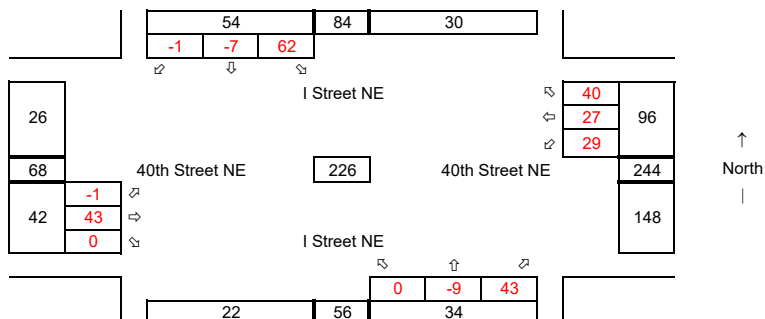 54 84 30
-1 -7 62
I Street NE
40
26 27 96
29
↑
68 40th Street NE 226 40th Street NE 244 North
|
-1
42 43 148
0
I Street NE
0 -9 43
22 56 34